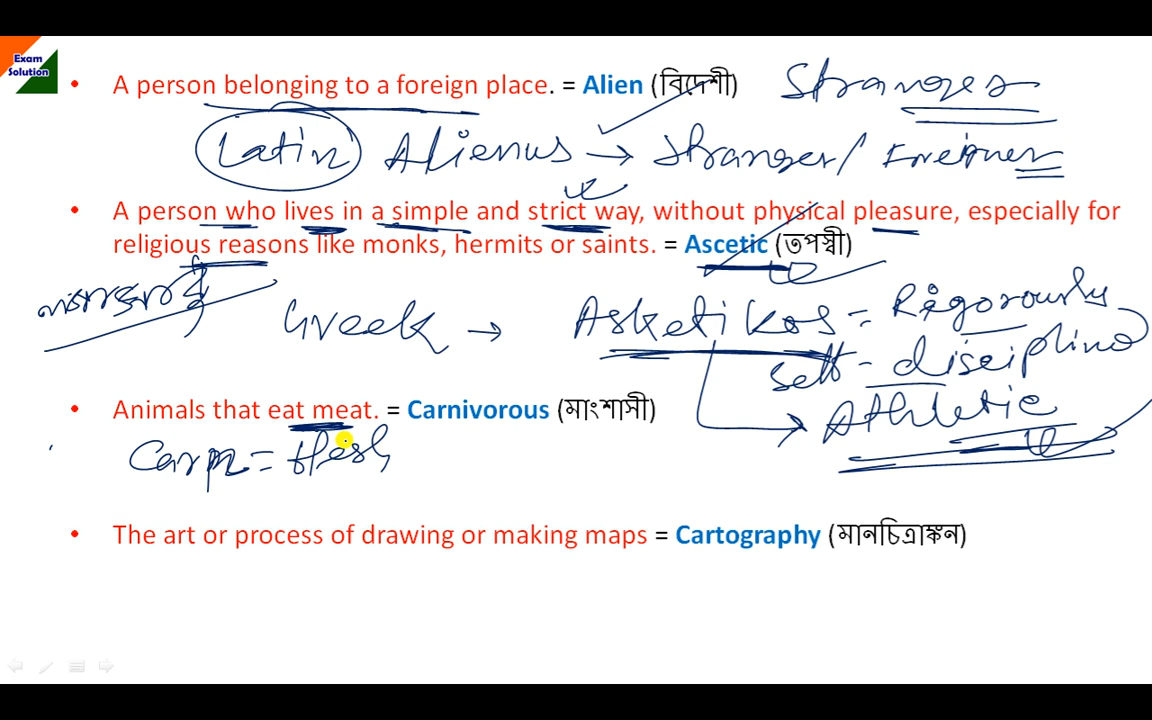 Exam
Solution
• A person belonging to a foreign place. = Alien (বিদেশী) Stranger
Latin Alienus → Stranger/
• A person who lives in a simple and strict way, without physical pleasure, especially for
religious reasons like monks, hermits or saints. = Ascetic (তপস্বী)
Greek → Asketikos = Rigorously
Self-discipline
→ Athletic
• Animals that eat meat. = Carnivorous (মাংশাসী)
Carn = flesh
• The art or process of drawing or making maps = Cartography (মানচিত্রাঙ্কন)